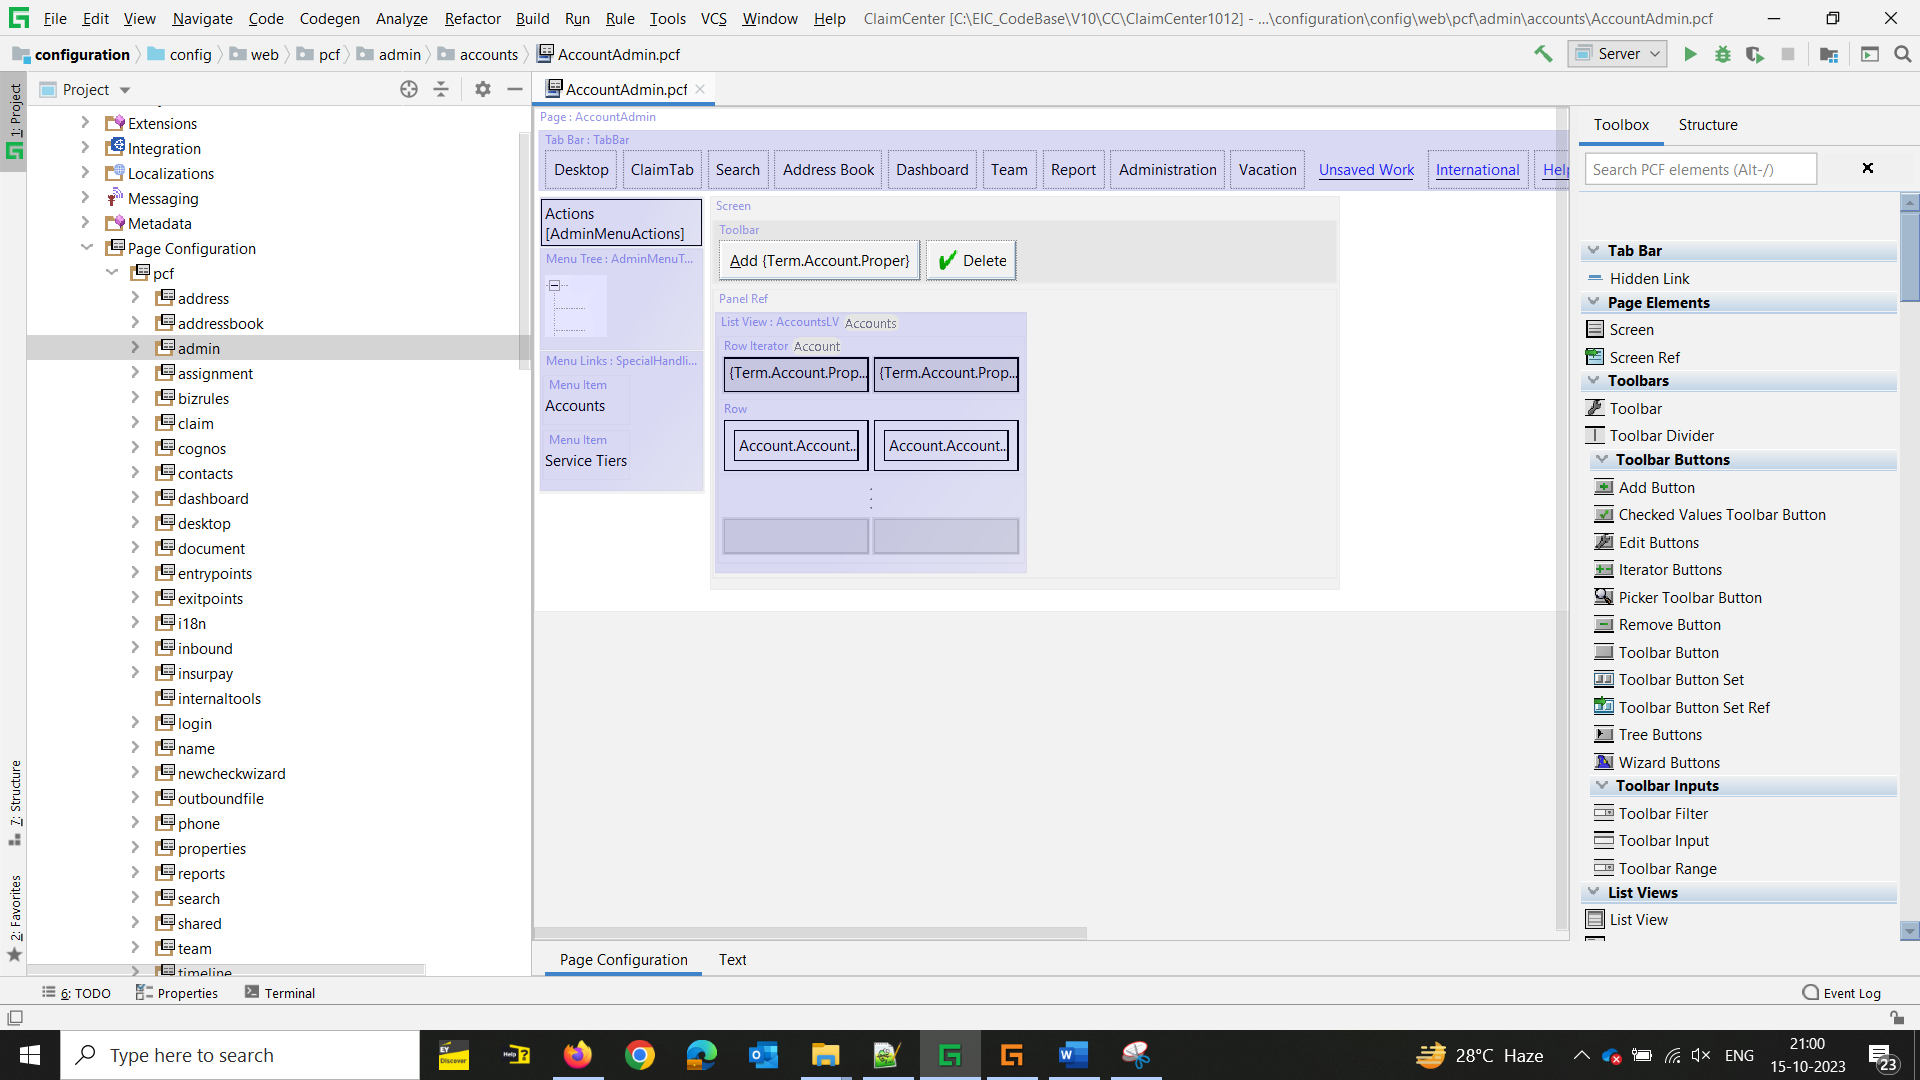 File Edit View Navigate Code Codegen Analyze Refactor Build Run Rule Tools VCS Window Help ClaimCenter [C:\EIC_CodeBase\V10\CC\ClaimCenter1012] - ...\configuration\config\web\pcf\admin\accounts\AccountAdmin.pcf
configuration config web pcf admin accounts AccountAdmin.pcf Server
1: Project
7: Structure
2: Favorites
Project
Extensions
Integration
Localizations
Messaging
Metadata
Page Configuration
pcf
address
addressbook
admin
assignment
bizrules
claim
cognos
contacts
dashboard
desktop
document
entrypoints
exitpoints
i18n
inbound
insurpay
internaltools
login
name
newcheckwizard
outboundfile
phone
properties
reports
search
shared
team
timeline
AccountAdmin.pcf
Page : AccountAdmin
Tab Bar : TabBar
Desktop ClaimTab Search Address Book Dashboard Team Report Administration Vacation Unsaved Work International Help
Actions
[AdminMenuActions]
Menu Tree : AdminMenuT...
Menu Links : SpecialHandli...
Menu Item
Accounts
Menu Item
Service Tiers
Screen
Toolbar
Add {Term.Account.Proper} Delete
Panel Ref
List View : AccountsLV Accounts
Row Iterator Account
{Term.Account.Prop... {Term.Account.Prop...
Row
Account.Account... Account.Account...
Page Configuration Text
Toolbox Structure
Search PCF elements (Alt-/)
Tab Bar
Hidden Link
Page Elements
Screen
Screen Ref
Toolbars
Toolbar
Toolbar Divider
Toolbar Buttons
Add Button
Checked Values Toolbar Button
Edit Buttons
Iterator Buttons
Picker Toolbar Button
Remove Button
Toolbar Button
Toolbar Button Set
Toolbar Button Set Ref
Tree Buttons
Wizard Buttons
Toolbar Inputs
Toolbar Filter
Toolbar Input
Toolbar Range
List Views
List View
6: TODO Properties Terminal Event Log
Type here to search
EY
Discover
Help ?
28°C Haze
ENG
21:00
15-10-2023
23